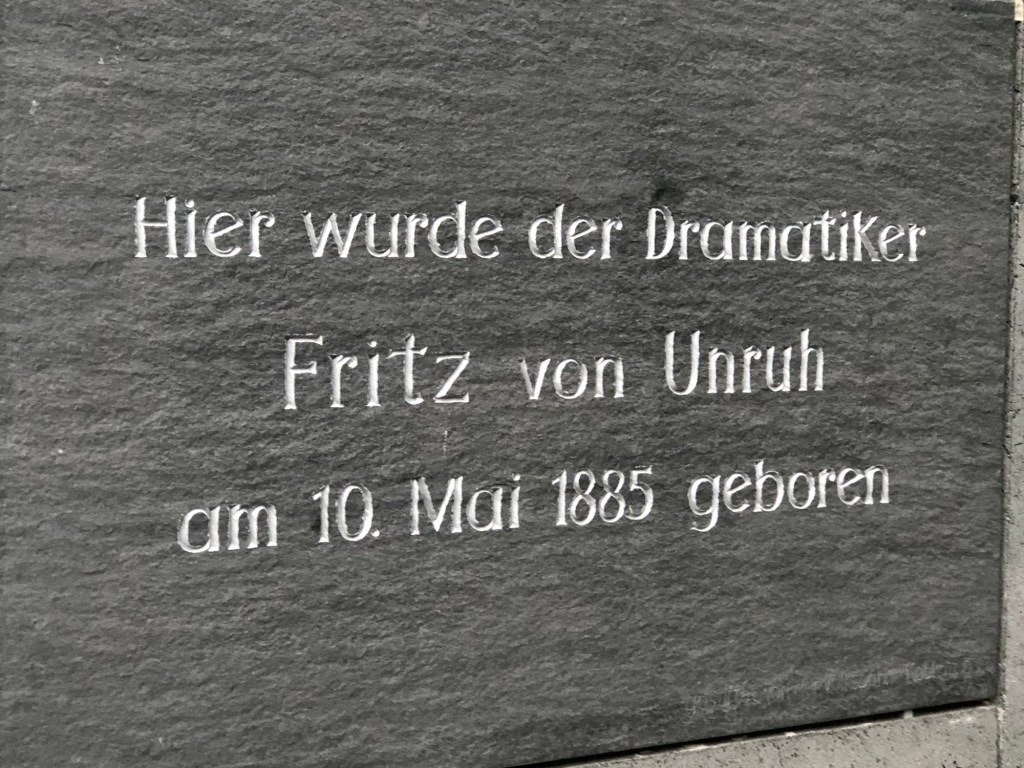 Hier wurde der Dramatiker
Fritz von Unruh
am 10. Mai 1885 geboren